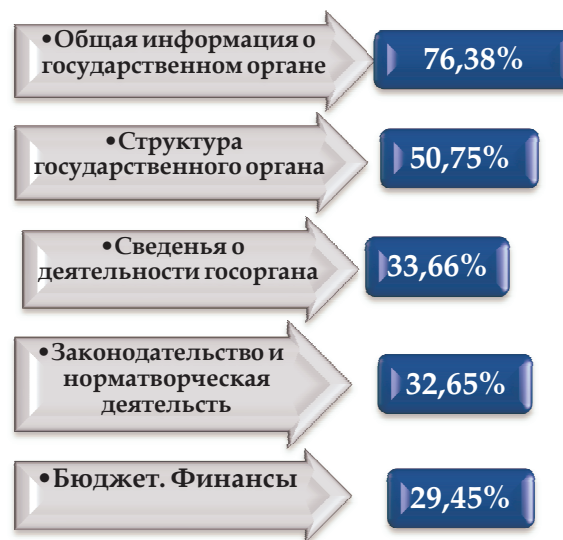 •Общая информация о
государственном органе
76,38%
•Структура
государственного органа
50,75%
•Сведенья о
деятельности госоргана
33,66%
•Законодательство и
норматворческая
деятельсть
32,65%
•Бюджет. Финансы
29,45%